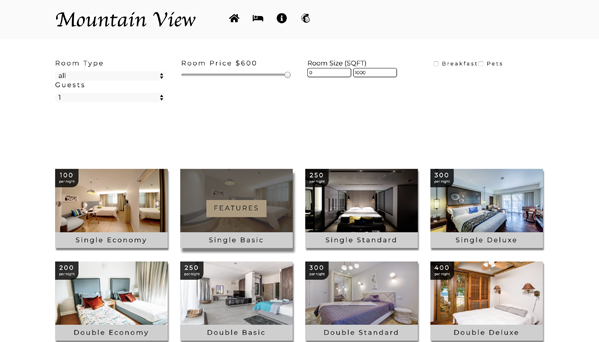 Mountain View
Room Type
all
Guests
1
Room Price $600
Room Size (SQFT)
0 1000
Breakfast Pets
100
per night
Single Economy
FEATURES
Single Basic
250
per night
Single Standard
300
per night
Single Deluxe
200
per night
Double Economy
250
per night
Double Basic
300
per night
Double Standard
400
per night
Double Deluxe